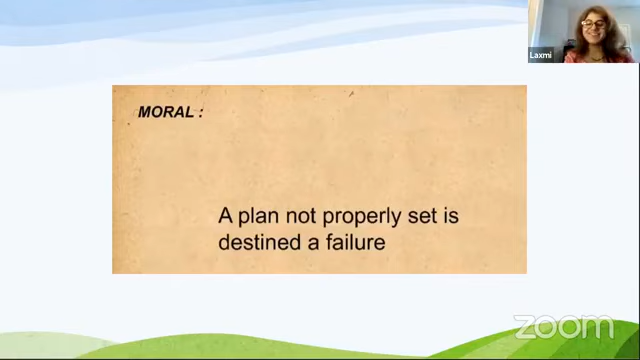 Laxmi
MORAL :
A plan not properly set is
destined a failure
zoom